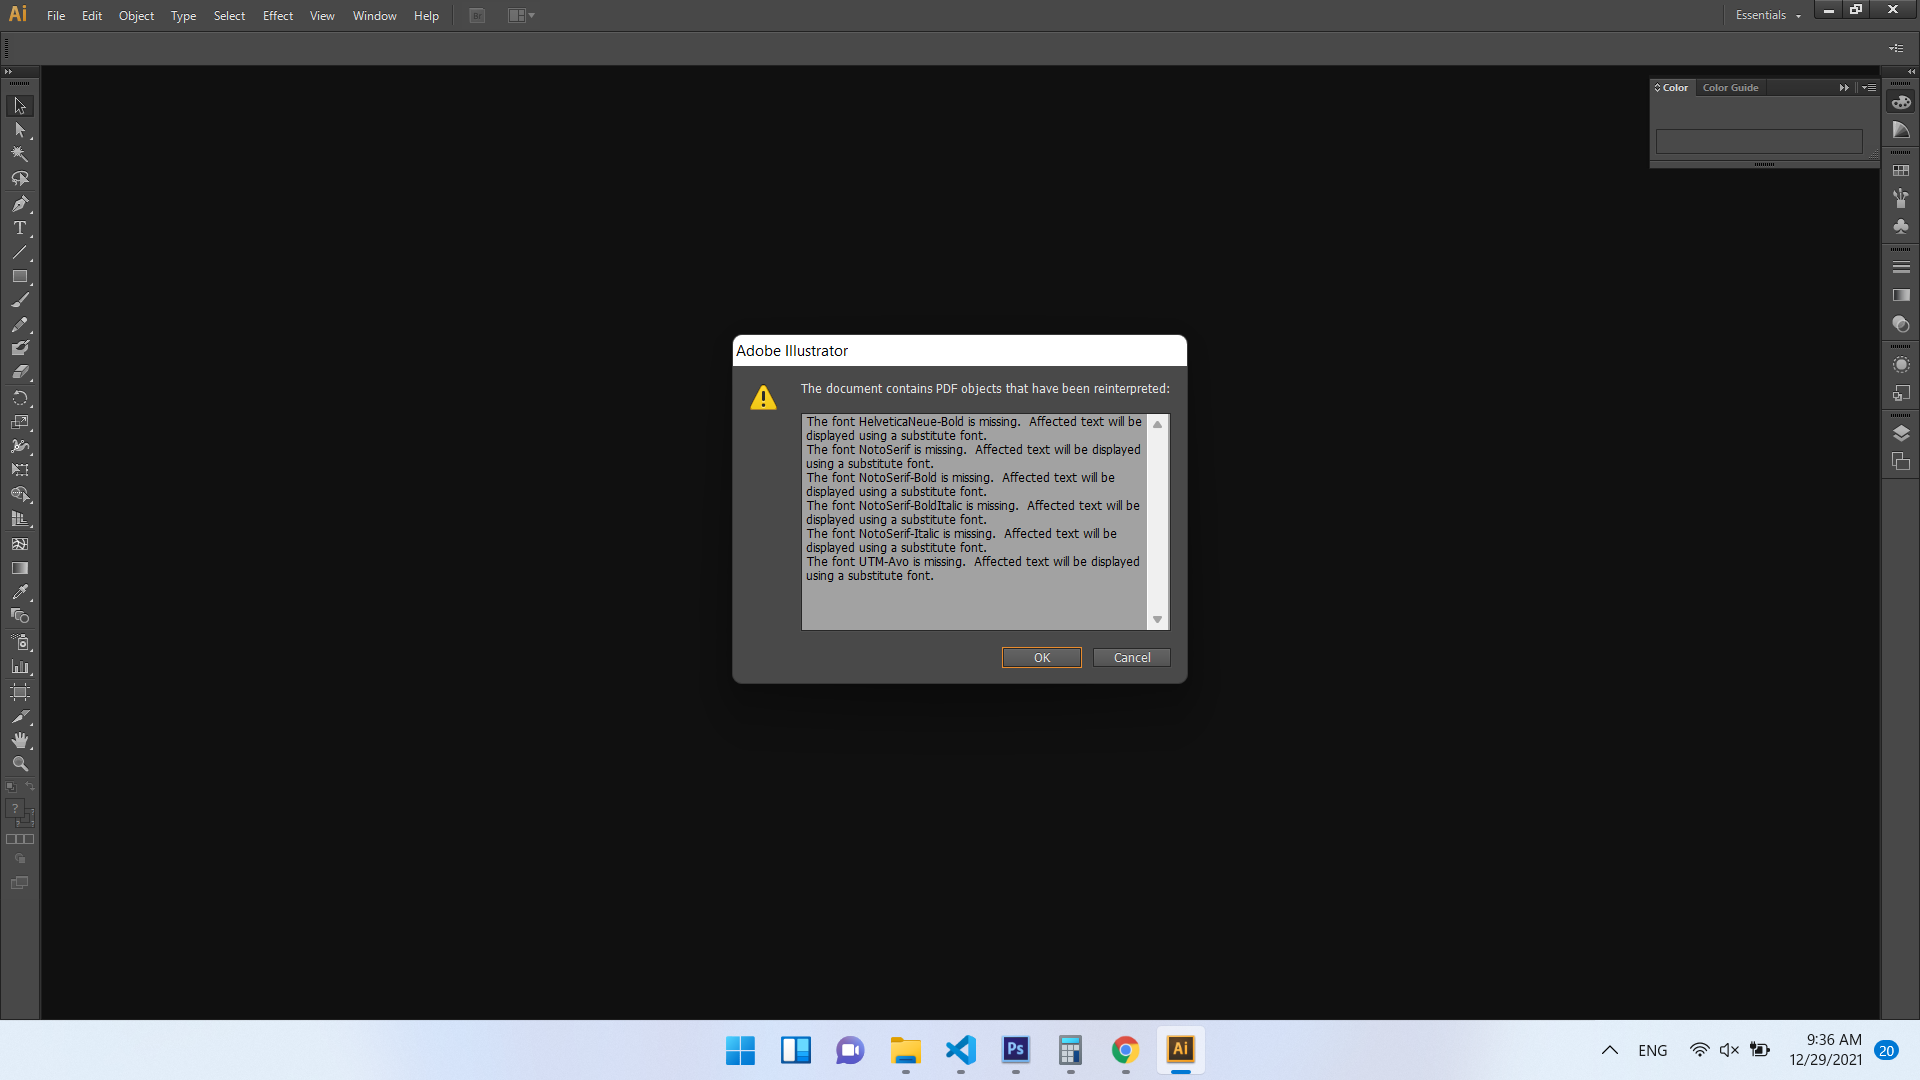 Ai File Edit Object Type Select Effect View Window Help Br Essentials
Color Color Guide
T
Adobe Illustrator
The document contains PDF objects that have been reinterpreted:
The font HelveticaNeue-Bold is missing. Affected text will be
displayed using a substitute font.
The font NotoSerif is missing. Affected text will be displayed
using a substitute font.
The font NotoSerif-Bold is missing. Affected text will be
displayed using a substitute font.
The font NotoSerif-BoldItalic is missing. Affected text will be
displayed using a substitute font.
The font NotoSerif-Italic is missing. Affected text will be
displayed using a substitute font.
The font UTM-Avo is missing. Affected text will be displayed
using a substitute font.
OK Cancel
?
Ps Ai ENG 9:36 AM
12/29/2021 20